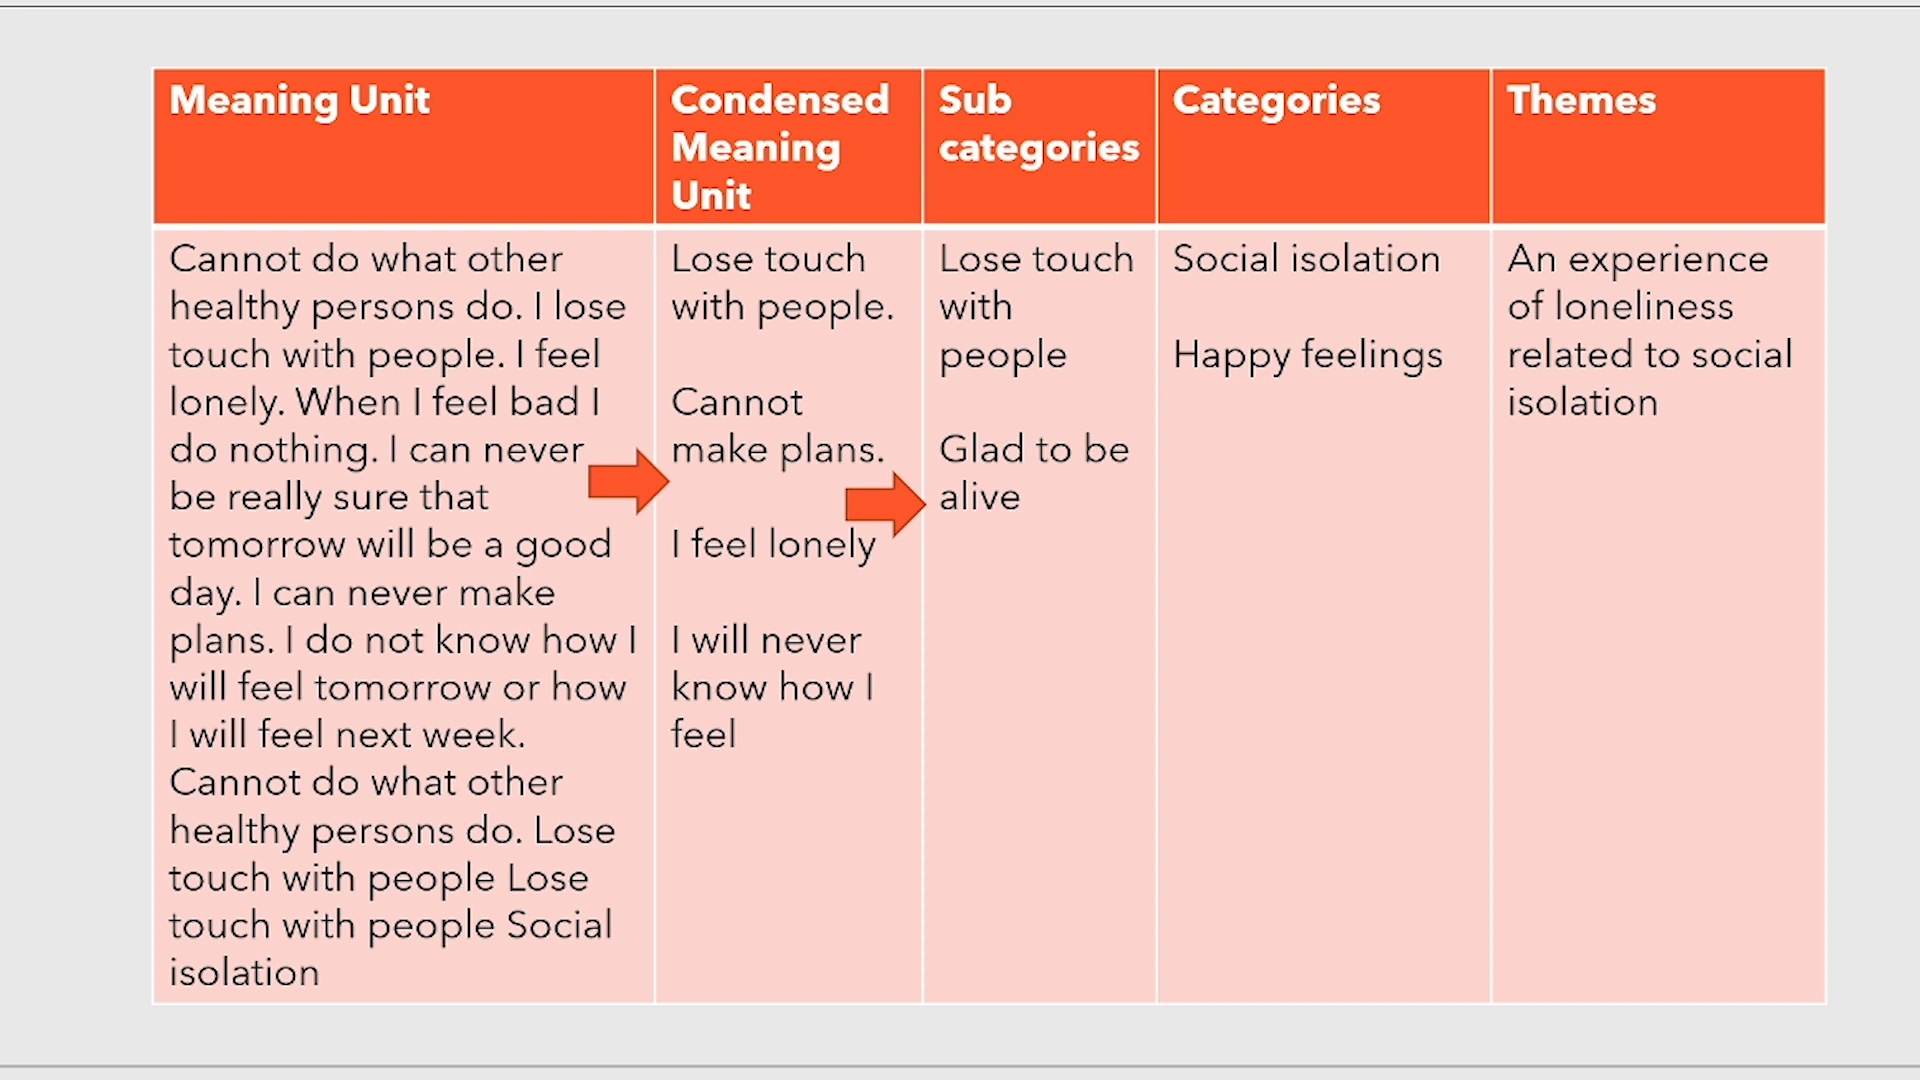 Meaning Unit
Condensed
Meaning
Unit
Sub
categories
Categories
Themes
Cannot do what other
healthy persons do. I lose
touch with people. I feel
lonely. When I feel bad I
do nothing. I can never
be really sure that
tomorrow will be a good
day. I can never make
plans. I do not know how I
will feel tomorrow or how
I will feel next week.
Cannot do what other
healthy persons do. Lose
touch with people Lose
touch with people Social
isolation
Lose touch
with people.
Cannot
make plans.
I feel lonely
I will never
know how I
feel
Lose touch
with
people
Glad to be
alive
Social isolation
Happy feelings
An experience
of loneliness
related to social
isolation